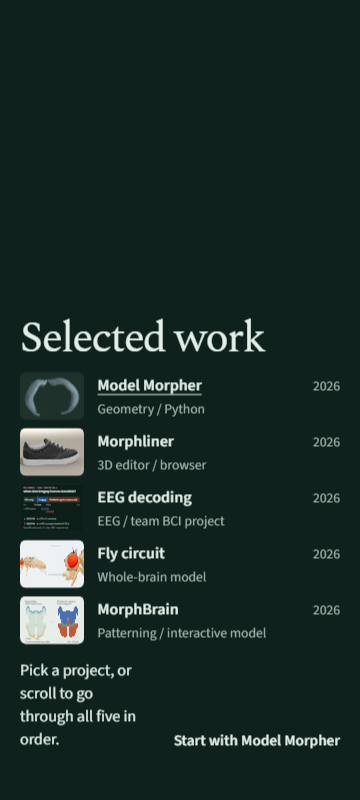 Selected work
Model Morpher 2026
Geometry / Python
Morphliner 2026
3D editor / browser
EEG decoding 2026
EEG / team BCI project
Fly circuit 2026
Whole-brain model
MorphBrain 2026
Patterning / interactive model
Pick a project, or
scroll to go
through all five in
order.
Start with Model Morpher